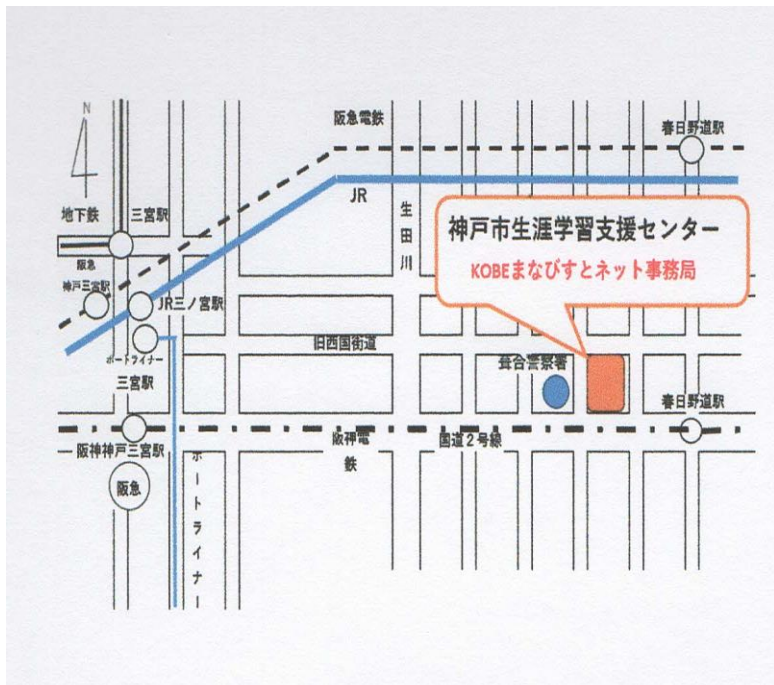 N
阪急電鉄
春日野道駅
地下鉄
三宮駅
JR
生田川
神戸市生涯学習支援センター
KOBEまなびすとネット事務局
阪急
神戸三宮駅
JR三ノ宮駅
旧西国街道
ポートライナー
三宮駅
葺合警察署
春日野道駅
阪神神戸三宮駅
阪神電
鉄
国道2号線
阪急
ポートライナー